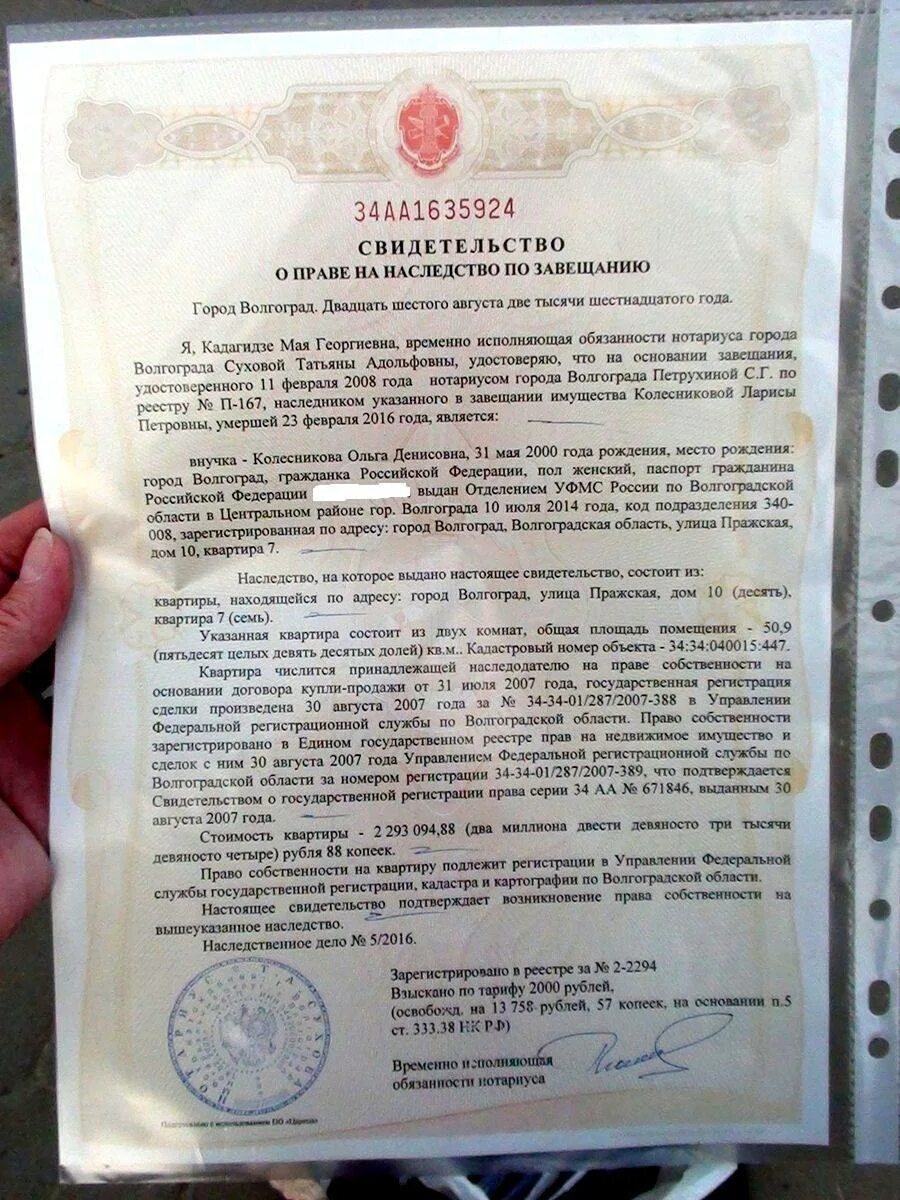 34АА1635924
СВИДЕТЕЛЬСТВО
О ПРАВЕ НА НАСЛЕДСТВО ПО ЗАВЕЩАНИЮ
Город Волгоград. Двадцать шестого августа две тысячи шестнадцатого года.
Я, Кадагидзе Мая Георгиевна, временно исполняющая обязанности нотариуса города
Волгограда Суховой Татьяны Адольфовны, удостоверяю, что на основании завещания,
удостоверенного 11 февраля 2008 года нотариусом города Волгограда Петрухиной С.Г. по
реестру № П-167, наследником указанного в завещании имущества Колесниковой Ларисы
Петровны, умершей 23 февраля 2016 года, является:
внучка - Колесникова Ольга Денисовна, 31 мая 2000 года рождения, место рождения:
город Волгоград, гражданка Российской Федерации, пол женский, паспорт гражданина
Российской Федерации выдан Отделением УФМС России по Волгоградской
области в Центральном районе гор. Волгограда 10 июля 2014 года, код подразделения 340-
008, зарегистрированная по адресу: город Волгоград, Волгоградская область, улица Пражская,
дом 10, квартира 7.
Наследство, на которое выдано настоящее свидетельство, состоит из:
квартиры, находящейся по адресу: город Волгоград, улица Пражская, дом 10 (десять),
квартира 7 (семь).
Указанная квартира состоит из двух комнат, общая площадь помещения - 50,9
(пятьдесят целых девять десятых долей) кв.м.. Кадастровый номер объекта - 34:34:040015:447.
Квартира числится принадлежащей наследодателю на праве собственности на
основании договора купли-продажи от 31 июля 2007 года, государственная регистрация
сделки произведена 30 августа 2007 года за № 34-34-01/287/2007-388 в Управлении
Федеральной регистрационной службы по Волгоградской области. Право собственности
зарегистрировано в Едином государственном реестре прав на недвижимое имущество и
сделок с ним 30 августа 2007 года Управлением Федеральной регистрационной службы по
Волгоградской области за номером регистрации 34-34-01/287/2007-389, что подтверждается
Свидетельством о государственной регистрации права серии 34 АА № 671846, выданным 30
августа 2007 года.
Стоимость квартиры - 2 293 094,88 (два миллиона двести девяносто три тысячи
девяносто четыре) рубля 88 копеек.
Право собственности на квартиру подлежит регистрации в Управлении Федеральной
службы государственной регистрации, кадастра и картографии по Волгоградской области.
Настоящее свидетельство подтверждает возникновение права собственности на
вышеуказанное наследство.
Наследственное дело № 5/2016.
Зарегистрировано в реестре за № 2-2294
Взыскано по тарифу 2000 рублей,
(освобожд. на 13 758 рублей, 57 копеек, на основании п.5
ст. 333.38 НК РФ)
Временно исполняющая
обязанности нотариуса
НОТАРИУС Т.А. СУХОВА